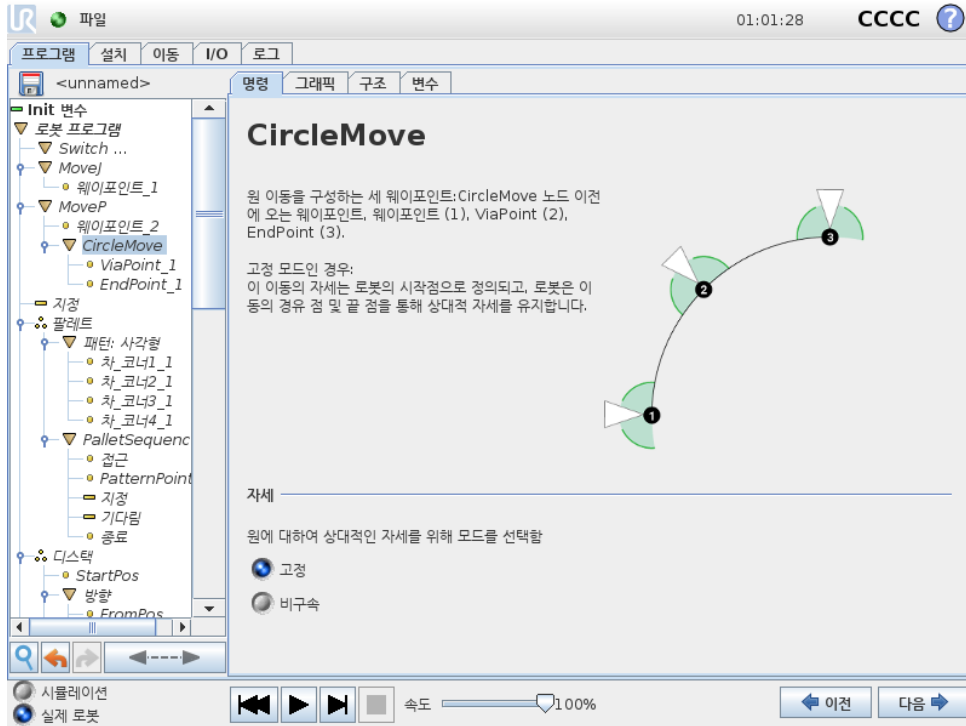 UR 파일 01:01:28 CCCC ?
프로그램 설치 이동 I/O 로그
<unnamed>
명령 그래픽 구조 변수
Init 변수
로봇 프로그램
Switch ...
MoveJ
웨이포인트_1
MoveP
웨이포인트_2
CircleMove
ViaPoint_1
EndPoint_1
지정
팔레트
패턴: 사각형
차_코너1_1
차_코너2_1
차_코너3_1
차_코너4_1
PalletSequenc
접근
PatternPoint
지정
기다림
종료
디스택
StartPos
방향
FromPos
CircleMove
원 이동을 구성하는 세 웨이포인트:CircleMove 노드 이전
에 오는 웨이포인트, 웨이포인트 (1), ViaPoint (2),
EndPoint (3).
고정 모드인 경우:
이 이동의 자세는 로봇의 시작점으로 정의되고, 로봇은 이
동의 경유 점 및 끝 점을 통해 상대적 자세를 유지합니다.
3
2
1
자세
원에 대하여 상대적인 자세를 위해 모드를 선택함
고정
비구속
시뮬레이션
실제 로봇
속도 100%
이전 다음